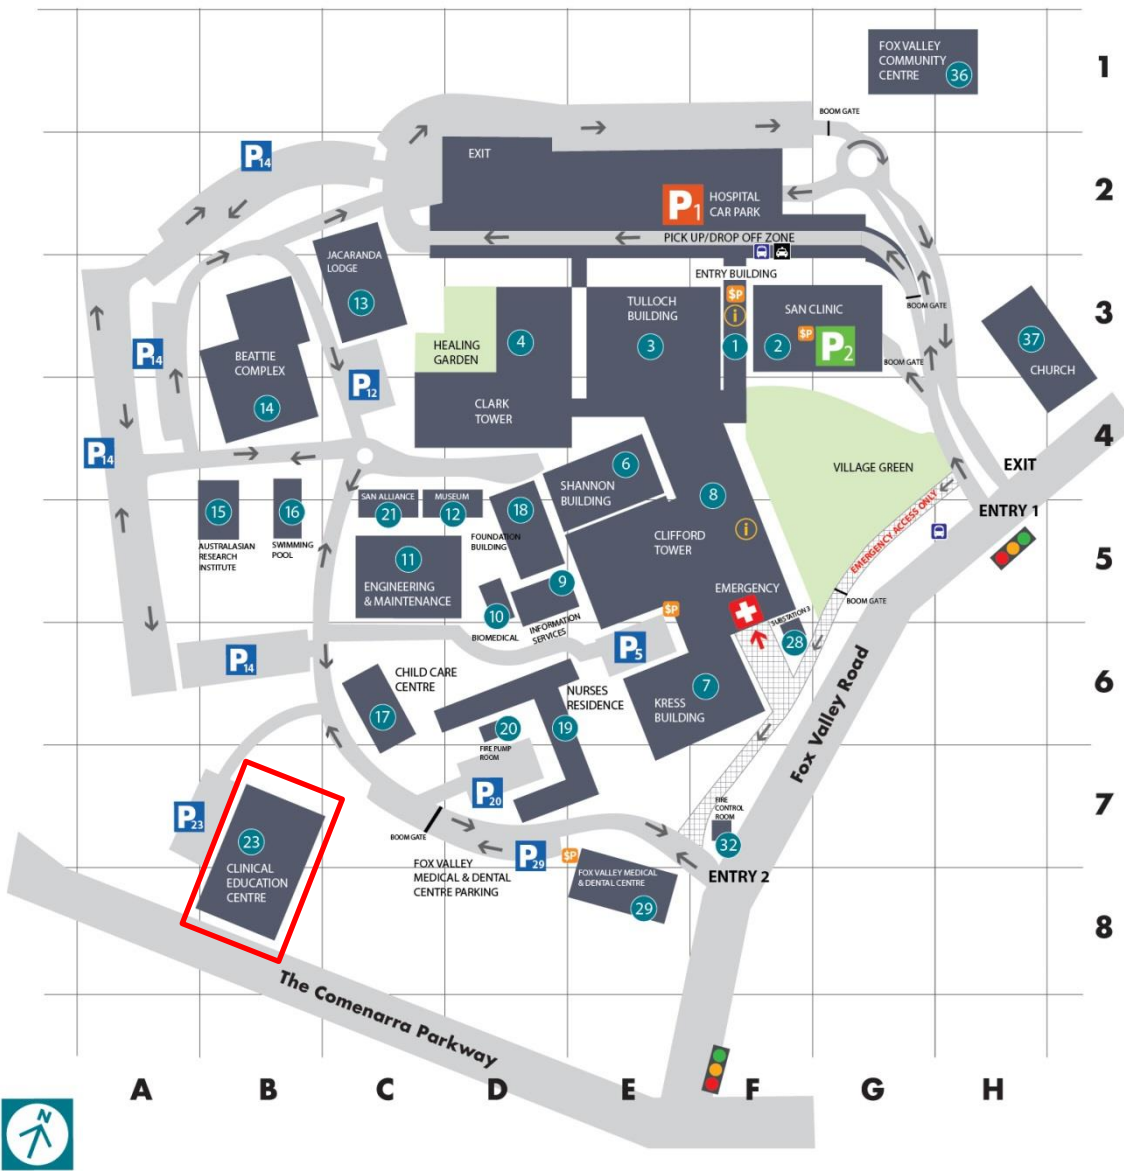 FOX VALLEY
COMMUNITY
CENTRE 36
1
BOOM GATE
EXIT
P14
2
P1 HOSPITAL
CAR PARK
PICK UP/DROP OFF ZONE
JACARANDA
LODGE
13
ENTRY BUILDING
$P
i
1
BOOM GATE
3
TULLOCH
BUILDING
3
SAN CLINIC
2 $P P2
BOOM GATE
37
CHURCH
HEALING
GARDEN
4
CLARK
TOWER
P14
BEATTIE
COMPLEX
14
P12
4
P14
EXIT
VILLAGE GREEN
ENTRY 1
EMERGENCY ACCESS ONLY
6
SHANNON
BUILDING
8
CLIFFORD
TOWER
i
SAN ALLIANCE
21
MUSEUM
12
18
FOUNDATION
BUILDING
15
AUSTRALASIAN
RESEARCH
INSTITUTE
16
SWIMMING
POOL
5
11
ENGINEERING
& MAINTENANCE
9
INFORMATION
SERVICES
10
BIOMEDICAL
EMERGENCY
$P
BOOM GATE
SUBSTATION 3
28
P5
P14
6
CHILD CARE
CENTRE
17
NURSES
RESIDENCE
19
20
FIRE PUMP
ROOM
7
KRESS
BUILDING
Fox Valley Road
P20
7
P23
23
CLINICAL
EDUCATION
CENTRE
BOOM GATE
FIRE
CONTROL
ROOM
32
P29
$P
FOX VALLEY
MEDICAL & DENTAL
CENTRE PARKING
FOX VALLEY MEDICAL
& DENTAL CENTRE
29
ENTRY 2
8
The Comenarra Parkway
A B C D E F G H
N